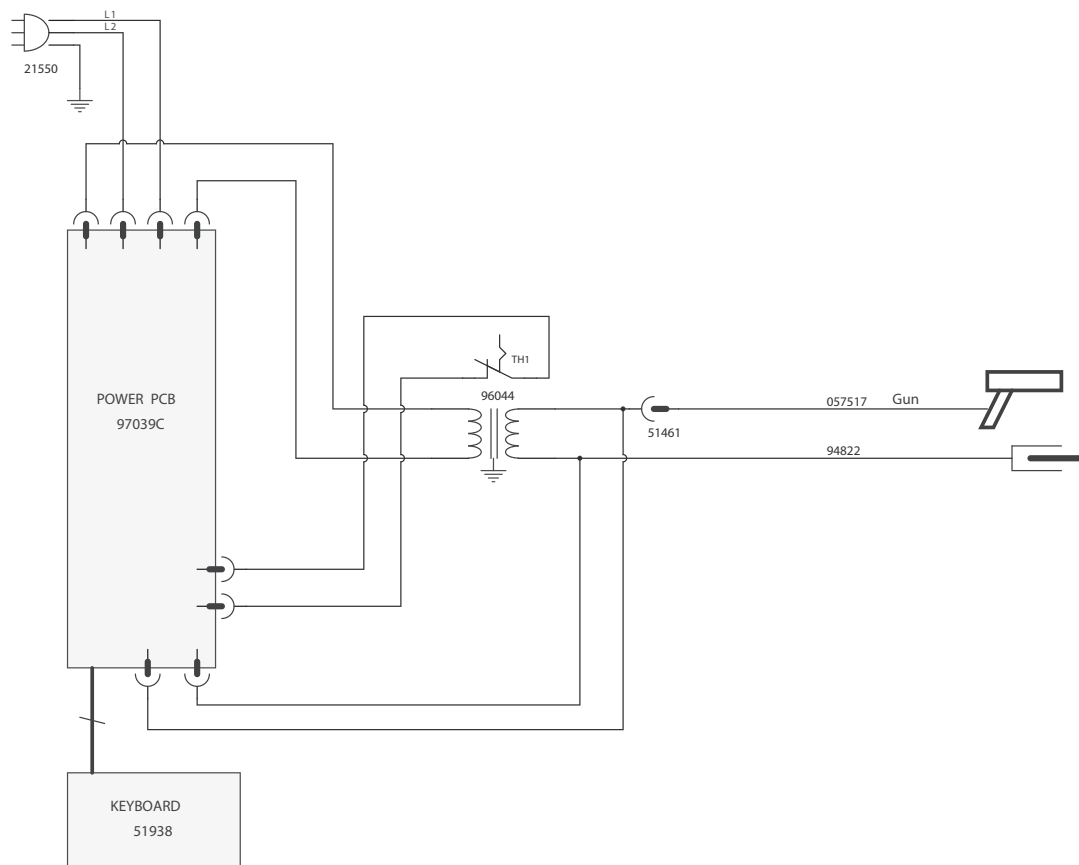 L1
L2
21550
TH1
96044
POWER PCB
97039C
057517 Gun
51461
94822
KEYBOARD
51938